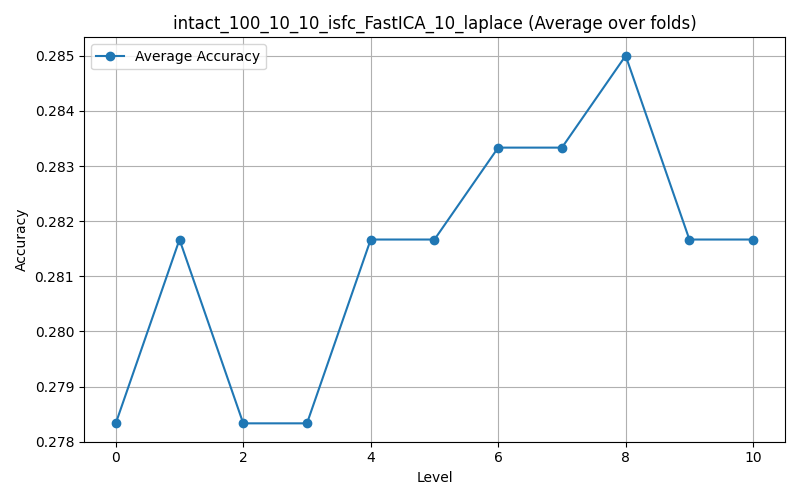 intact_100_10_10_isfc_FastICA_10_laplace (Average over folds)
Average Accuracy
0.285
0.284
0.283
0.282
0.281
0.280
0.279
0.278
Accuracy
0 2 4 6 8 10
Level